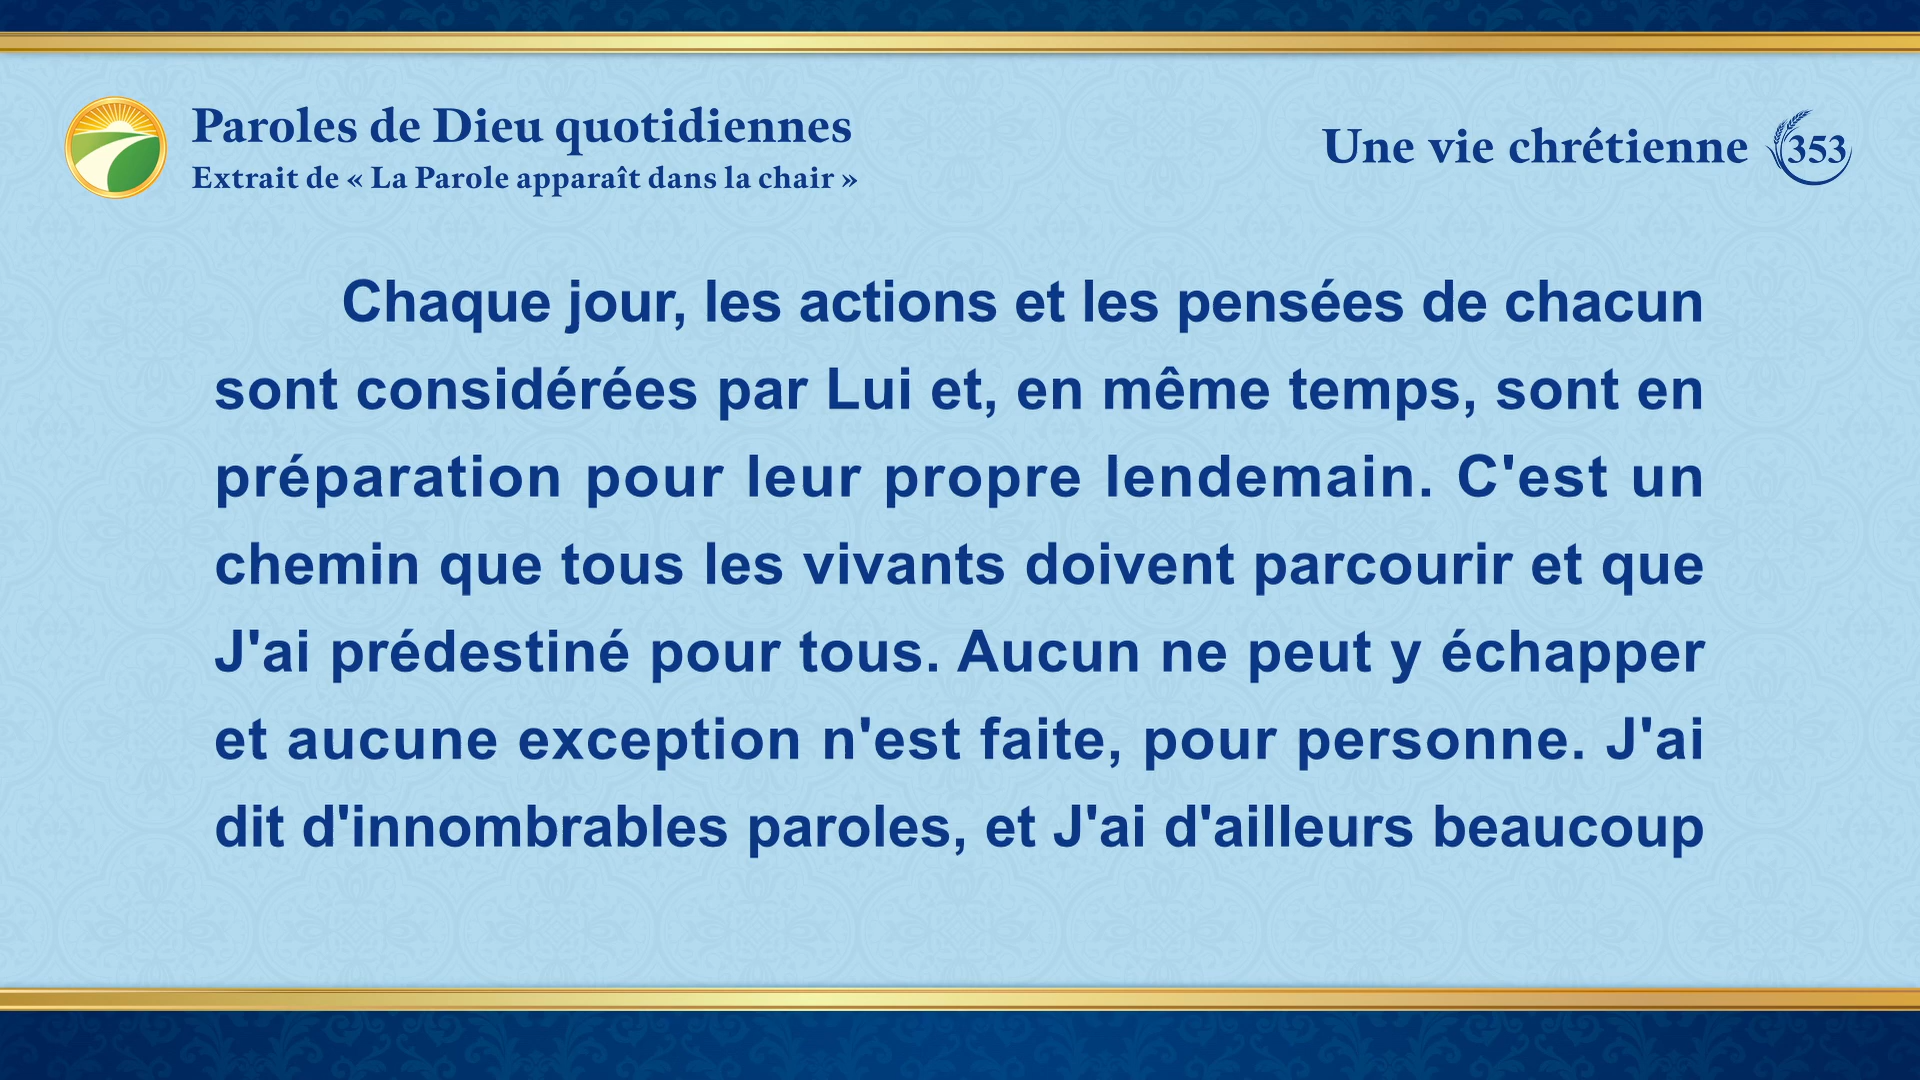 Paroles de Dieu quotidiennes
Extrait de « La Parole apparaît dans la chair »
Une vie chrétienne 353
Chaque jour, les actions et les pensées de chacun
sont considérées par Lui et, en même temps, sont en
préparation pour leur propre lendemain. C'est un
chemin que tous les vivants doivent parcourir et que
J'ai prédestiné pour tous. Aucun ne peut y échapper
et aucune exception n'est faite, pour personne. J'ai
dit d'innombrables paroles, et J'ai d'ailleurs beaucoup